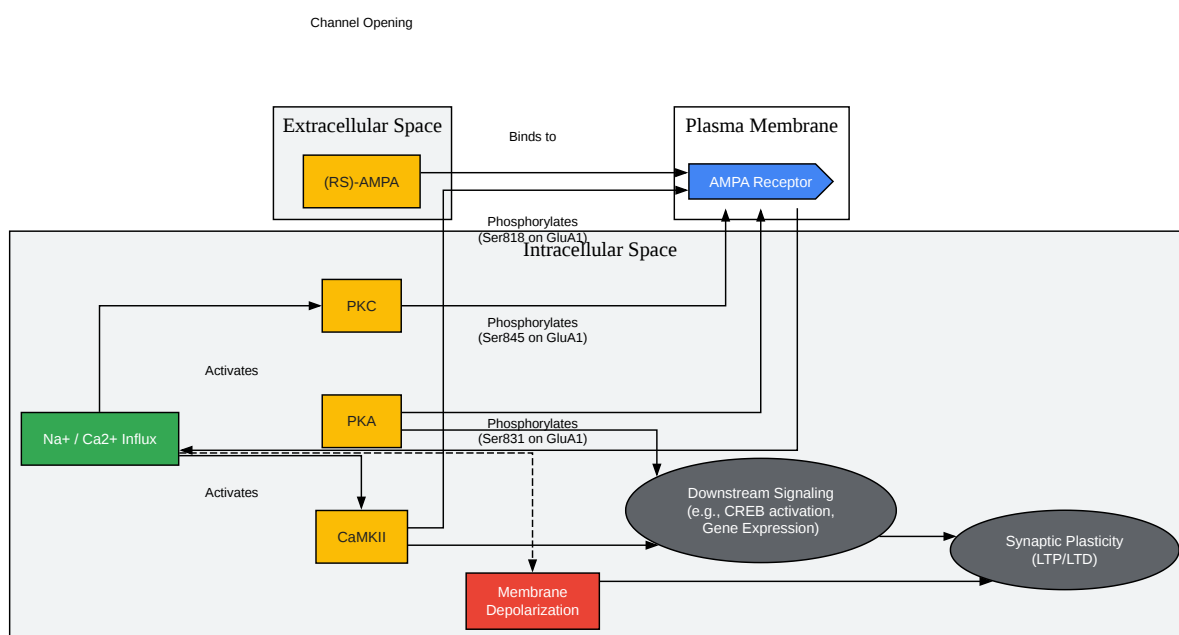 Channel Opening
Extracellular Space
Binds to
Plasma Membrane
(RS)-AMPA
AMPA Receptor
Phosphorylates
(Ser818 on GluA1)
Intracellular Space
PKC
Phosphorylates
(Ser845 on GluA1)
Activates
PKA
Phosphorylates
(Ser831 on GluA1)
Na+ / Ca2+ Influx
Activates
Downstream Signaling
(e.g., CREB activation,
Gene Expression)
CaMKII
Synaptic Plasticity
(LTP/LTD)
Membrane
Depolarization